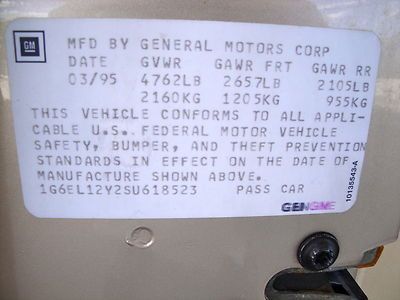 GM
MFD BY GENERAL MOTORS CORP
DATE GVWR GAWR FRT GAWR RR
03/95 4762LB 2657LB 2105LB
2160KG 1205KG 955KG
THIS VEHICLE CONFORMS TO ALL APPLI-
CABLE U.S. FEDERAL MOTOR VEHICLE
SAFETY, BUMPER, AND THEFT PREVENTION
STANDARDS IN EFFECT ON THE DATE OF
MANUFACTURE SHOWN ABOVE.
1G6EL12Y2SU618523 PASS CAR
10135543-A